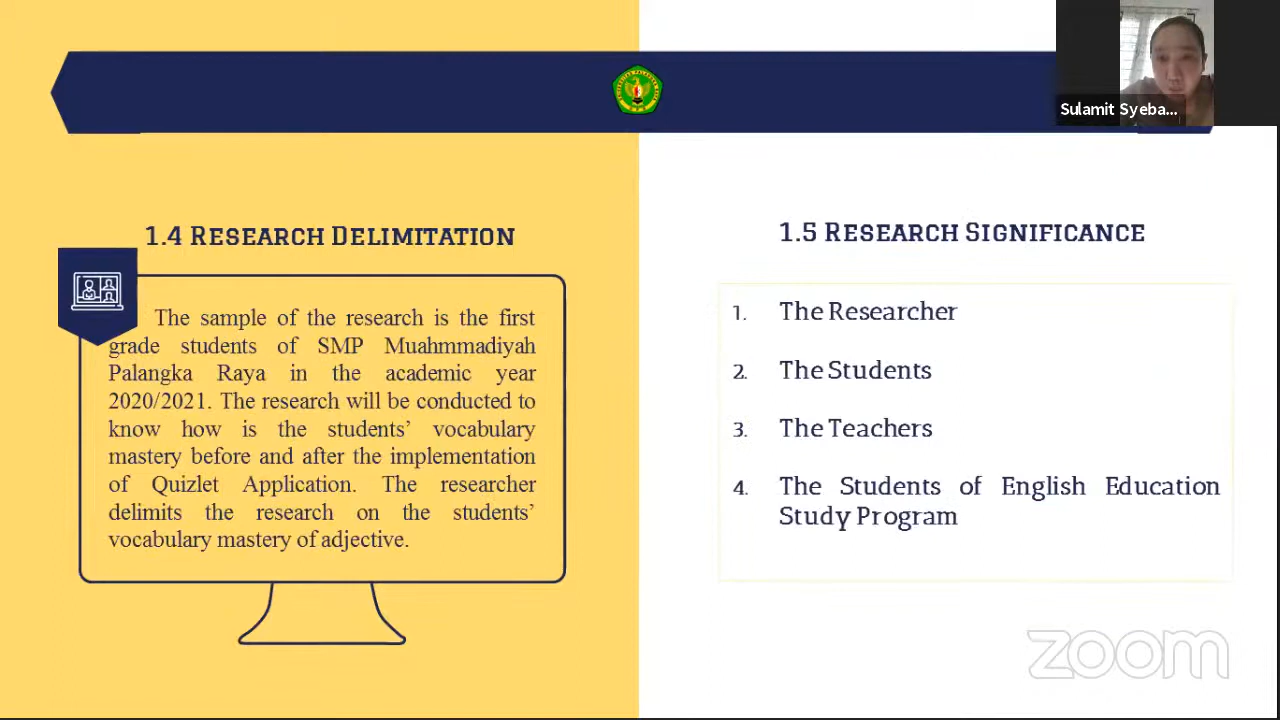 Sulamit Syeba...
1.4 Research Delimitation
The sample of the research is the first
grade students of SMP Muahmmadiyah
Palangka Raya in the academic year
2020/2021. The research will be conducted to
know how is the students’ vocabulary
mastery before and after the implementation
of Quizlet Application. The researcher
delimits the research on the students’
vocabulary mastery of adjective.
1.5 Research Significance
1. The Researcher
2. The Students
3. The Teachers
4. The Students of English Education
Study Program
zoom